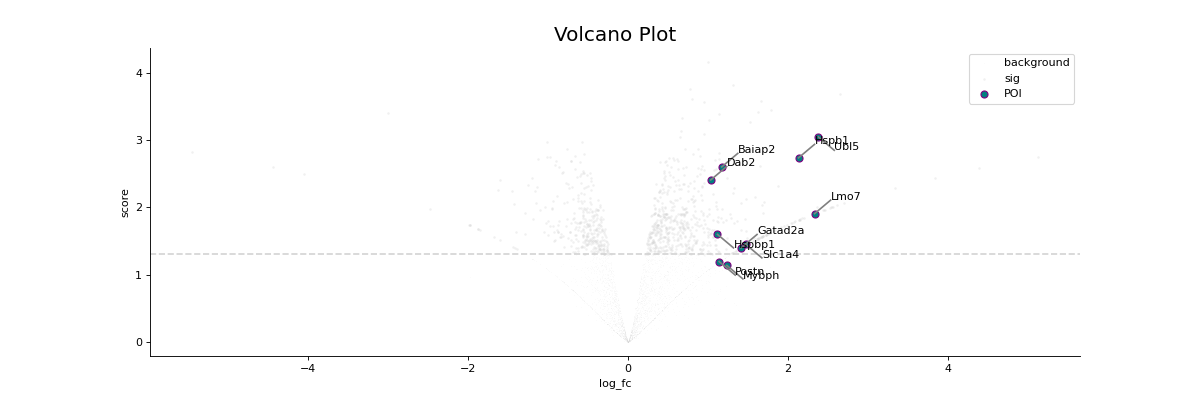 Volcano Plot
background
sig
POI
4
3
2
1
0
score
Hspb1
Ubl5
Baiap2
Dab2
Lmo7
Gatad2a
Hspbp1
Slc1a4
Postn
Mybph
−4
−2
0
2
4
log_fc